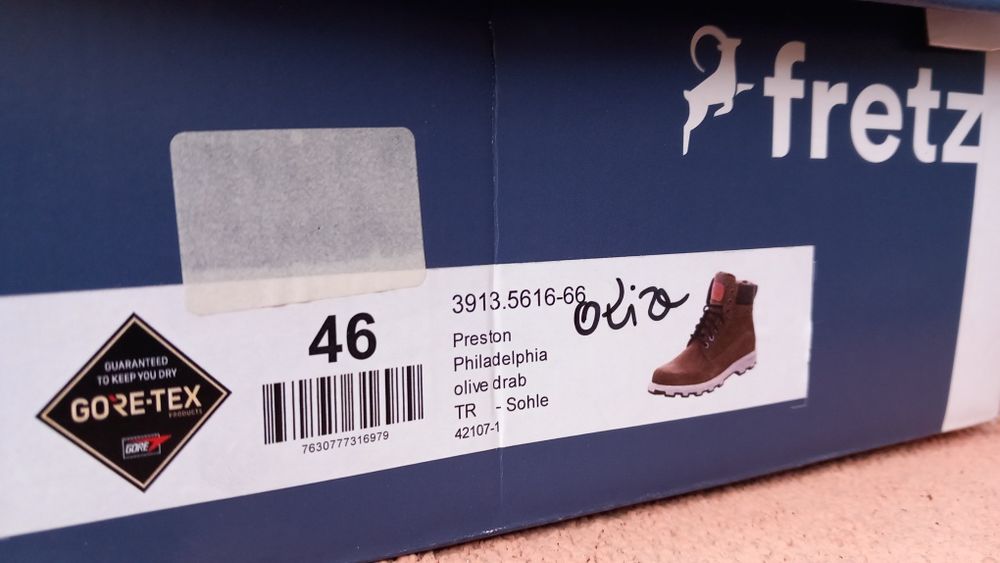 fretz
GUARANTEED
TO KEEP YOU DRY
GORE-TEX
PRODUCTS
GORE
46
7630777316979
3913.5616-66
Preston
Philadelphia
olive drab
TR - Sohle
42107-1